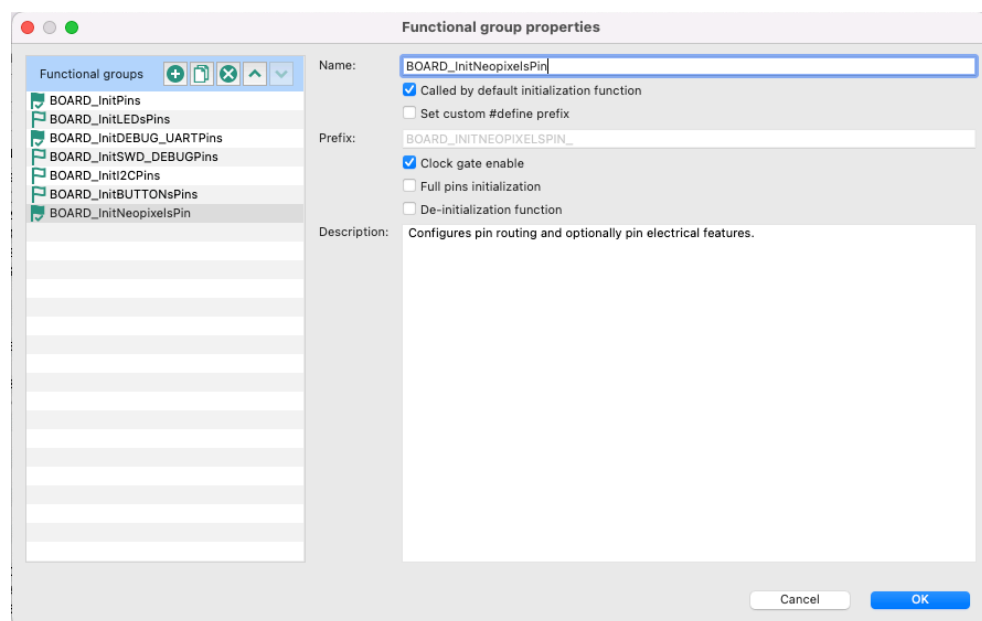 Functional group properties
Functional groups
BOARD_InitPins
BOARD_InitLEDsPins
BOARD_InitDEBUG_UARTPins
BOARD_InitSWD_DEBUGPins
BOARD_InitI2CPins
BOARD_InitBUTTONsPins
BOARD_InitNeopixelsPin
Name: BOARD_InitNeopixelsPin
Called by default initialization function
Set custom #define prefix
Prefix: BOARD_INITNEOPIXELSPIN_
Clock gate enable
Full pins initialization
De-initialization function
Description: Configures pin routing and optionally pin electrical features.
Cancel OK